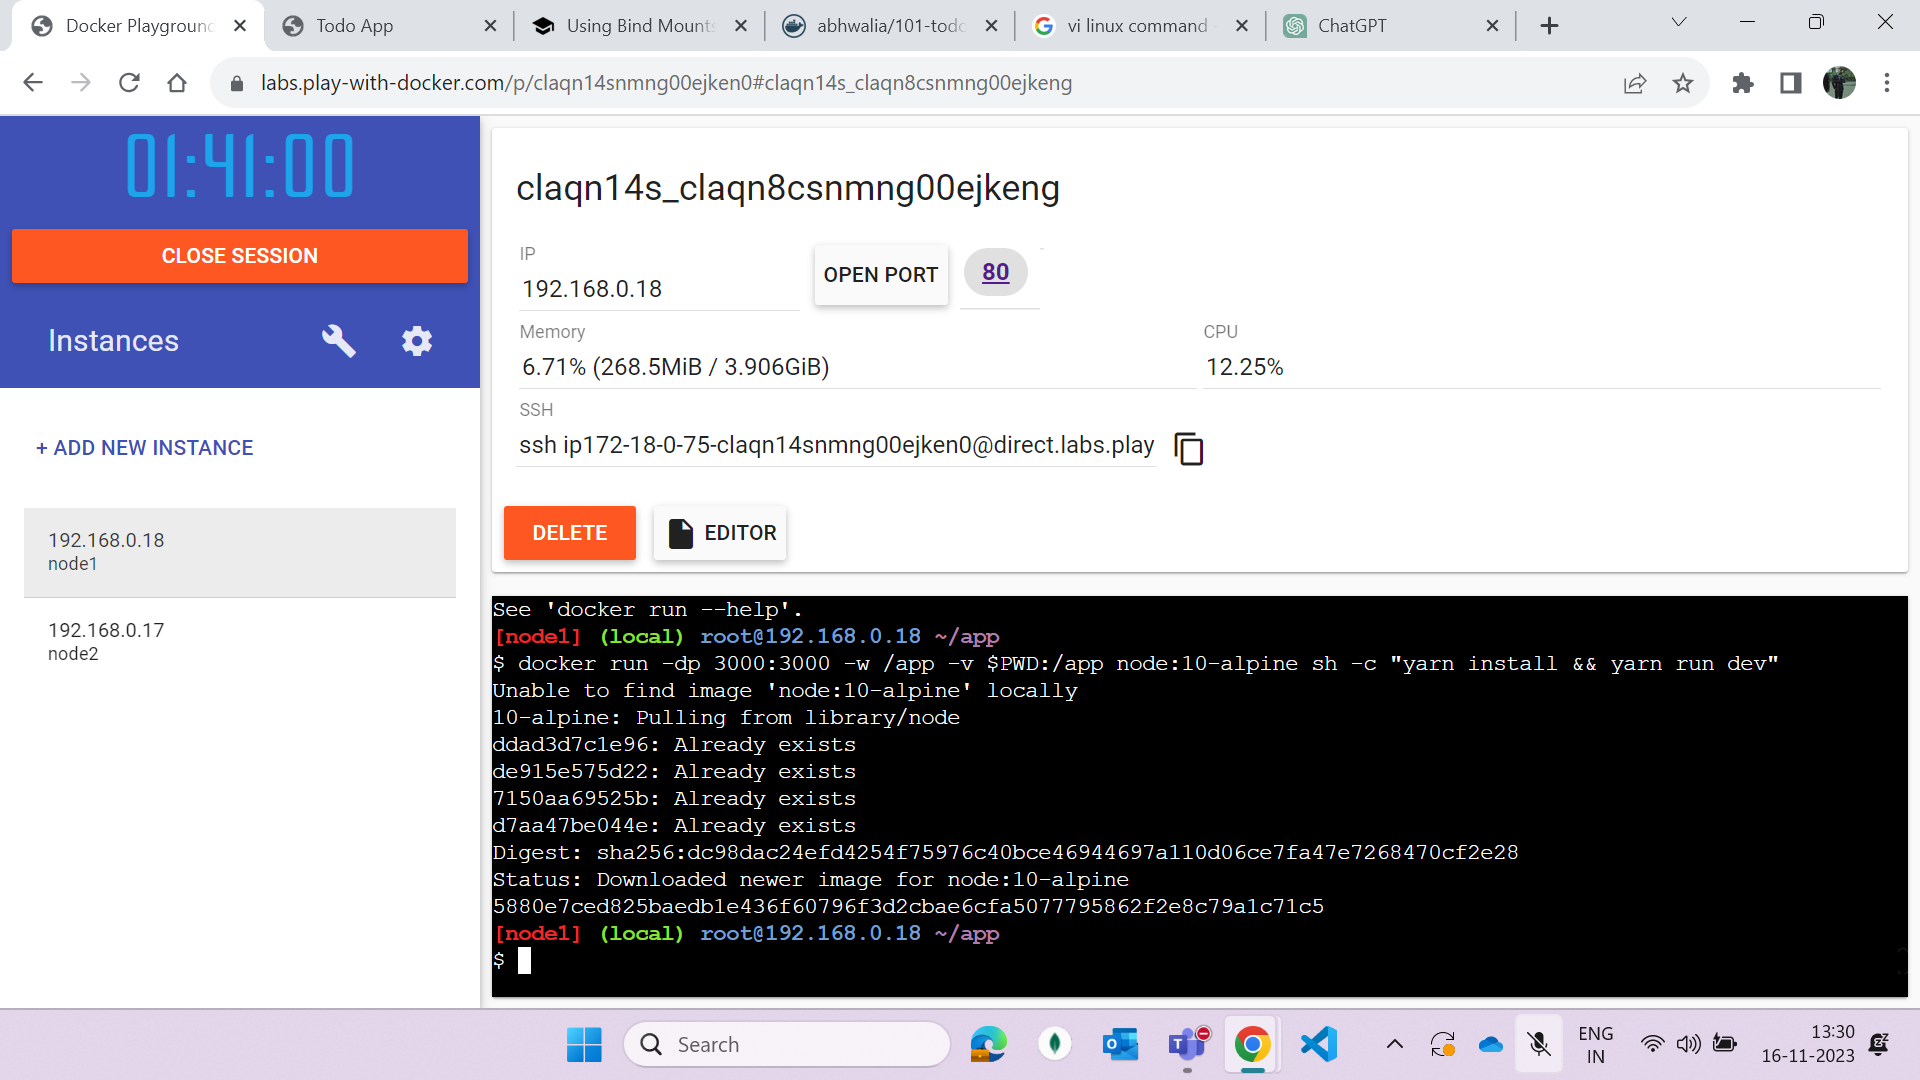 Docker Playground
Todo App
Using Bind Mounts
abhwalia/101-todo
vi linux command
ChatGPT
labs.play-with-docker.com/p/claqn14snmng00ejken0#claqn14s_claqn8csnmng00ejkeng
01:41:00
CLOSE SESSION
Instances
+ ADD NEW INSTANCE
192.168.0.18
node1
192.168.0.17
node2
claqn14s_claqn8csnmng00ejkeng
IP
192.168.0.18
OPEN PORT
80
Memory
6.71% (268.5MiB / 3.906GiB)
CPU
12.25%
SSH
ssh ip172-18-0-75-claqn14snmng00ejken0@direct.labs.play
DELETE
EDITOR
See 'docker run --help'.
[node1] (local) root@192.168.0.18 ~/app
$ docker run -dp 3000:3000 -w /app -v $PWD:/app node:10-alpine sh -c "yarn install && yarn run dev"
Unable to find image 'node:10-alpine' locally
10-alpine: Pulling from library/node
ddad3d7c1e96: Already exists
de915e575d22: Already exists
7150aa69525b: Already exists
d7aa47be044e: Already exists
Digest: sha256:dc98dac24efd4254f75976c40bce46944697a110d06ce7fa47e7268470cf2e28
Status: Downloaded newer image for node:10-alpine
5880e7ced825baedb1e436f60796f3d2cbae6cfa5077795862f2e8c79a1c71c5
[node1] (local) root@192.168.0.18 ~/app
$
Search
ENG
IN
13:30
16-11-2023